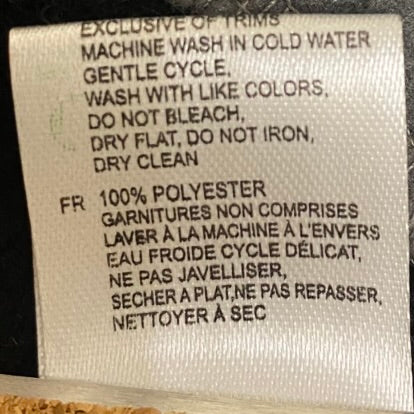 EXCLUSIVE OF TRIMS
MACHINE WASH IN COLD WATER
GENTLE CYCLE,
WASH WITH LIKE COLORS,
DO NOT BLEACH,
DRY FLAT, DO NOT IRON,
DRY CLEAN
FR 100% POLYESTER
GARNITURES NON COMPRISES
LAVER À LA MACHINE À L'ENVERS
EAU FROIDE CYCLE DÉLICAT,
NE PAS JAVELLISER,
SECHER A PLAT,NE PAS REPASSER,
NETTOYER À SEC